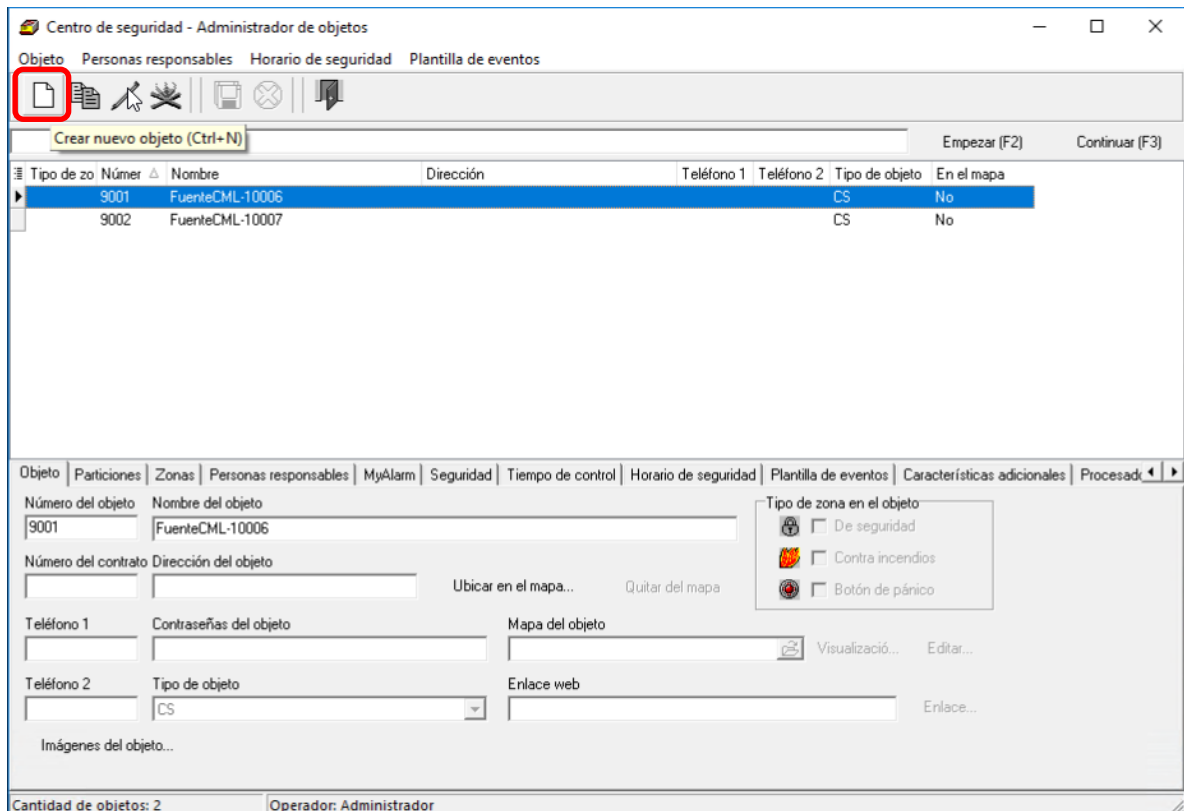 Centro de seguridad - Administrador de objetos
Objeto Personas responsables Horario de seguridad Plantilla de eventos
Crear nuevo objeto (Ctrl+N)
Empezar (F2) Continuar (F3)
Tipo de zo Númer Nombre Dirección Teléfono 1 Teléfono 2 Tipo de objeto En el mapa
9001 FuenteCML-10006 CS No
9002 FuenteCML-10007 CS No
Objeto Particiones Zonas Personas responsables MyAlarm Seguridad Tiempo de control Horario de seguridad Plantilla de eventos Características adicionales Procesad
Número del objeto Nombre del objeto Tipo de zona en el objeto
9001 FuenteCML-10006 De seguridad
Número del contrato Dirección del objeto Contra incendios
Ubicar en el mapa... Quitar del mapa Botón de pánico
Teléfono 1 Contraseñas del objeto Mapa del objeto
Visualizació... Editar...
Teléfono 2 Tipo de objeto Enlace web
CS Enlace...
Imágenes del objeto...
Cantidad de objetos: 2 Operador: Administrador